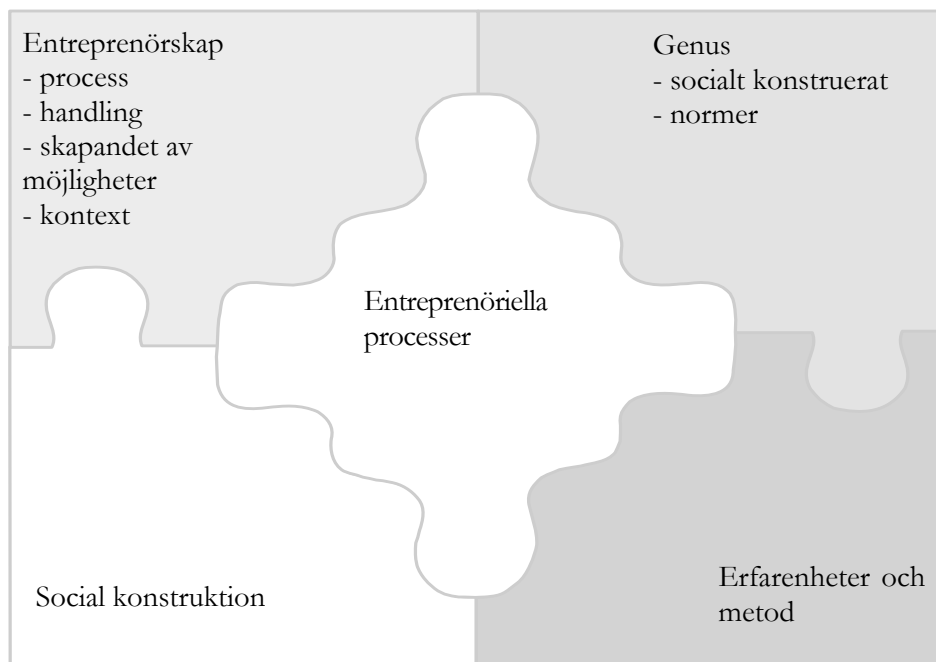 Entreprenörskap
- process
- handling
- skapandet av
möjligheter
- kontext
Genus
- socialt konstruerat
- normer
Entreprenöriella
processer
Social konstruktion
Erfarenheter och
metod